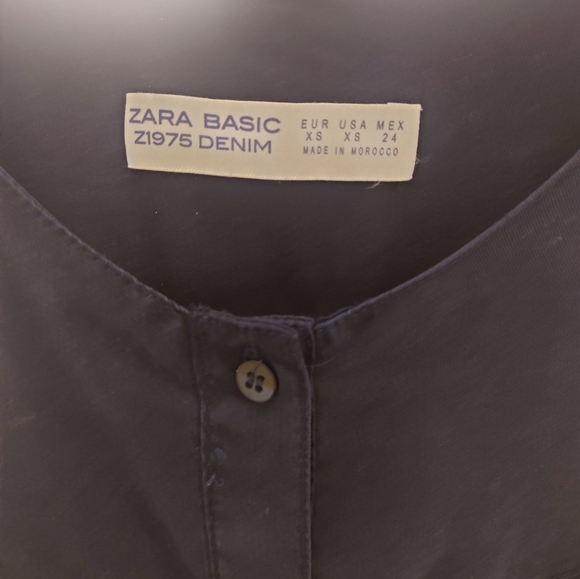 ZARA BASIC
Z1975 DENIM
EUR USA MEX
XS XS 24
MADE IN MOROCCO